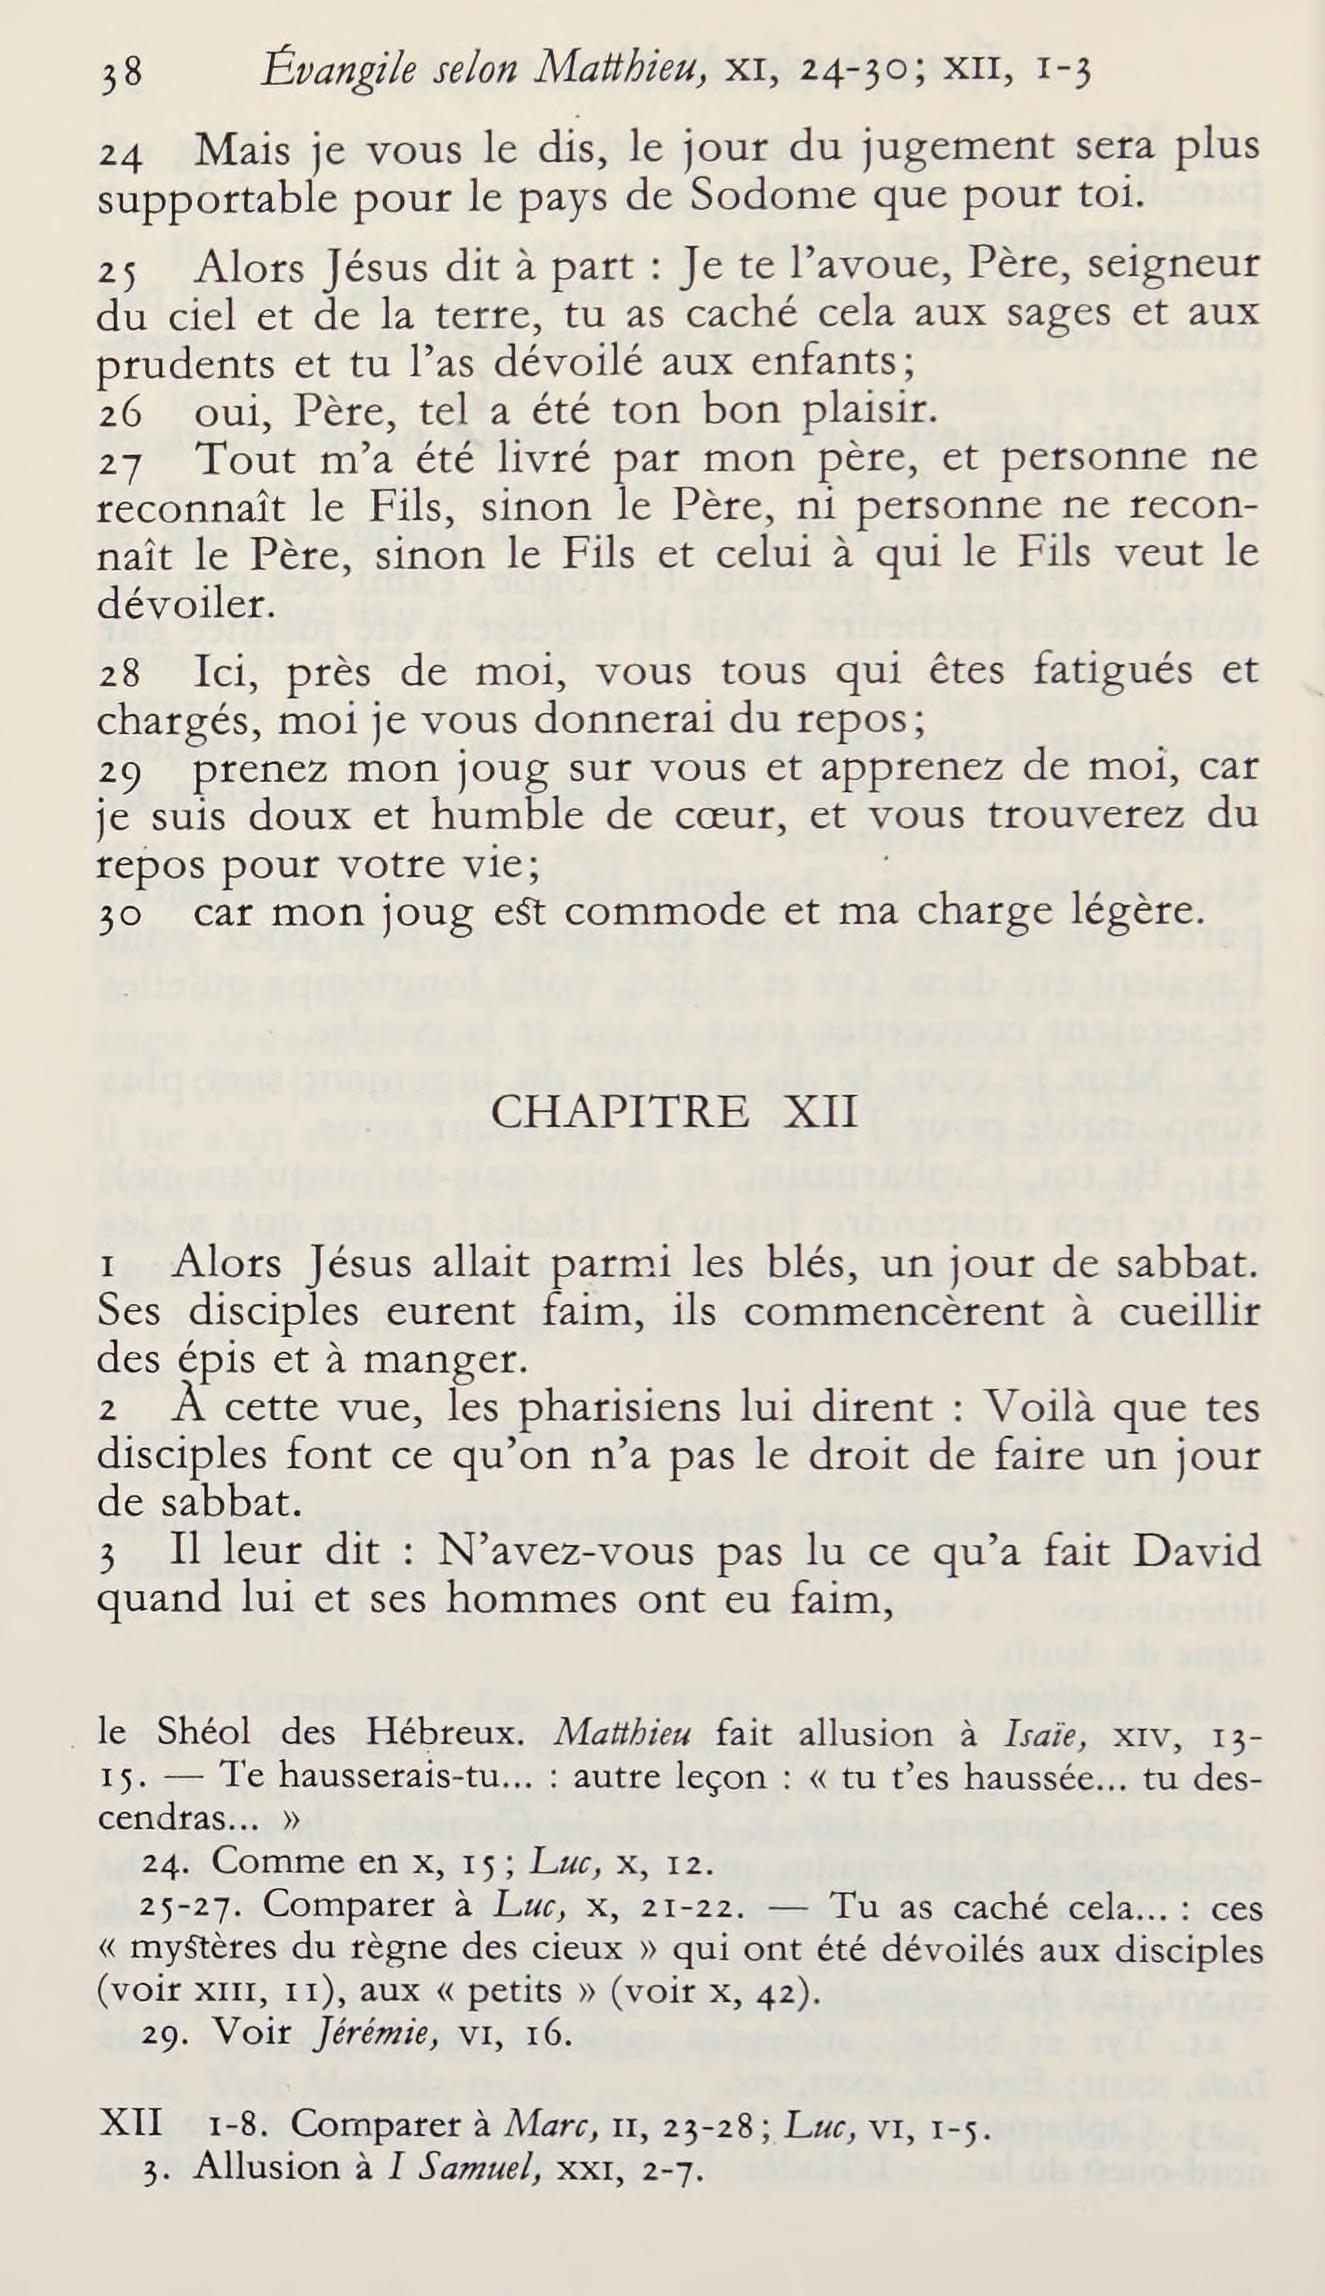 38 Évangile selon Matthieu, XI, 24-30; XII, 1-3
24 Mais je vous le dis, le jour du jugement sera plus
supportable pour le pays de Sodome que pour toi.
25 Alors Jésus dit à part : Je te l’avoue, Père, seigneur
du ciel et de la terre, tu as caché cela aux sages et aux
prudents et tu l’as dévoilé aux enfants;
26 oui, Père, tel a été ton bon plaisir.
27 Tout m’a été livré par mon père, et personne ne
reconnaît le Fils, sinon le Père, ni personne ne recon-
naît le Père, sinon le Fils et celui à qui le Fils veut le
dévoiler.
28 Ici, près de moi, vous tous qui êtes fatigués et
chargés, moi je vous donnerai du repos;
29 prenez mon joug sur vous et apprenez de moi, car
je suis doux et humble de cœur, et vous trouverez du
repos pour votre vie;
30 car mon joug est commode et ma charge légère.
CHAPITRE XII
1 Alors Jésus allait parmi les blés, un jour de sabbat.
Ses disciples eurent faim, ils commencèrent à cueillir
des épis et à manger.
2 À cette vue, les pharisiens lui dirent : Voilà que tes
disciples font ce qu’on n’a pas le droit de faire un jour
de sabbat.
3 Il leur dit : N’avez-vous pas lu ce qu’a fait David
quand lui et ses hommes ont eu faim,
le Shéol des Hébreux. Matthieu fait allusion à Isaïe, XIV, 13-
15. — Te hausserais-tu... : autre leçon : « tu t’es haussée... tu des-
cendras... »
24. Comme en X, 15; Luc, X, 12.
25-27. Comparer à Luc, X, 21-22. — Tu as caché cela... : ces
« mystères du règne des cieux » qui ont été dévoilés aux disciples
(voir XIII, 11), aux « petits » (voir X, 42).
29. Voir Jérémie, VI, 16.
XII 1-8. Comparer à Marc, II, 23-28; Luc, VI, 1-5.
3. Allusion à I Samuel, XXI, 2-7.